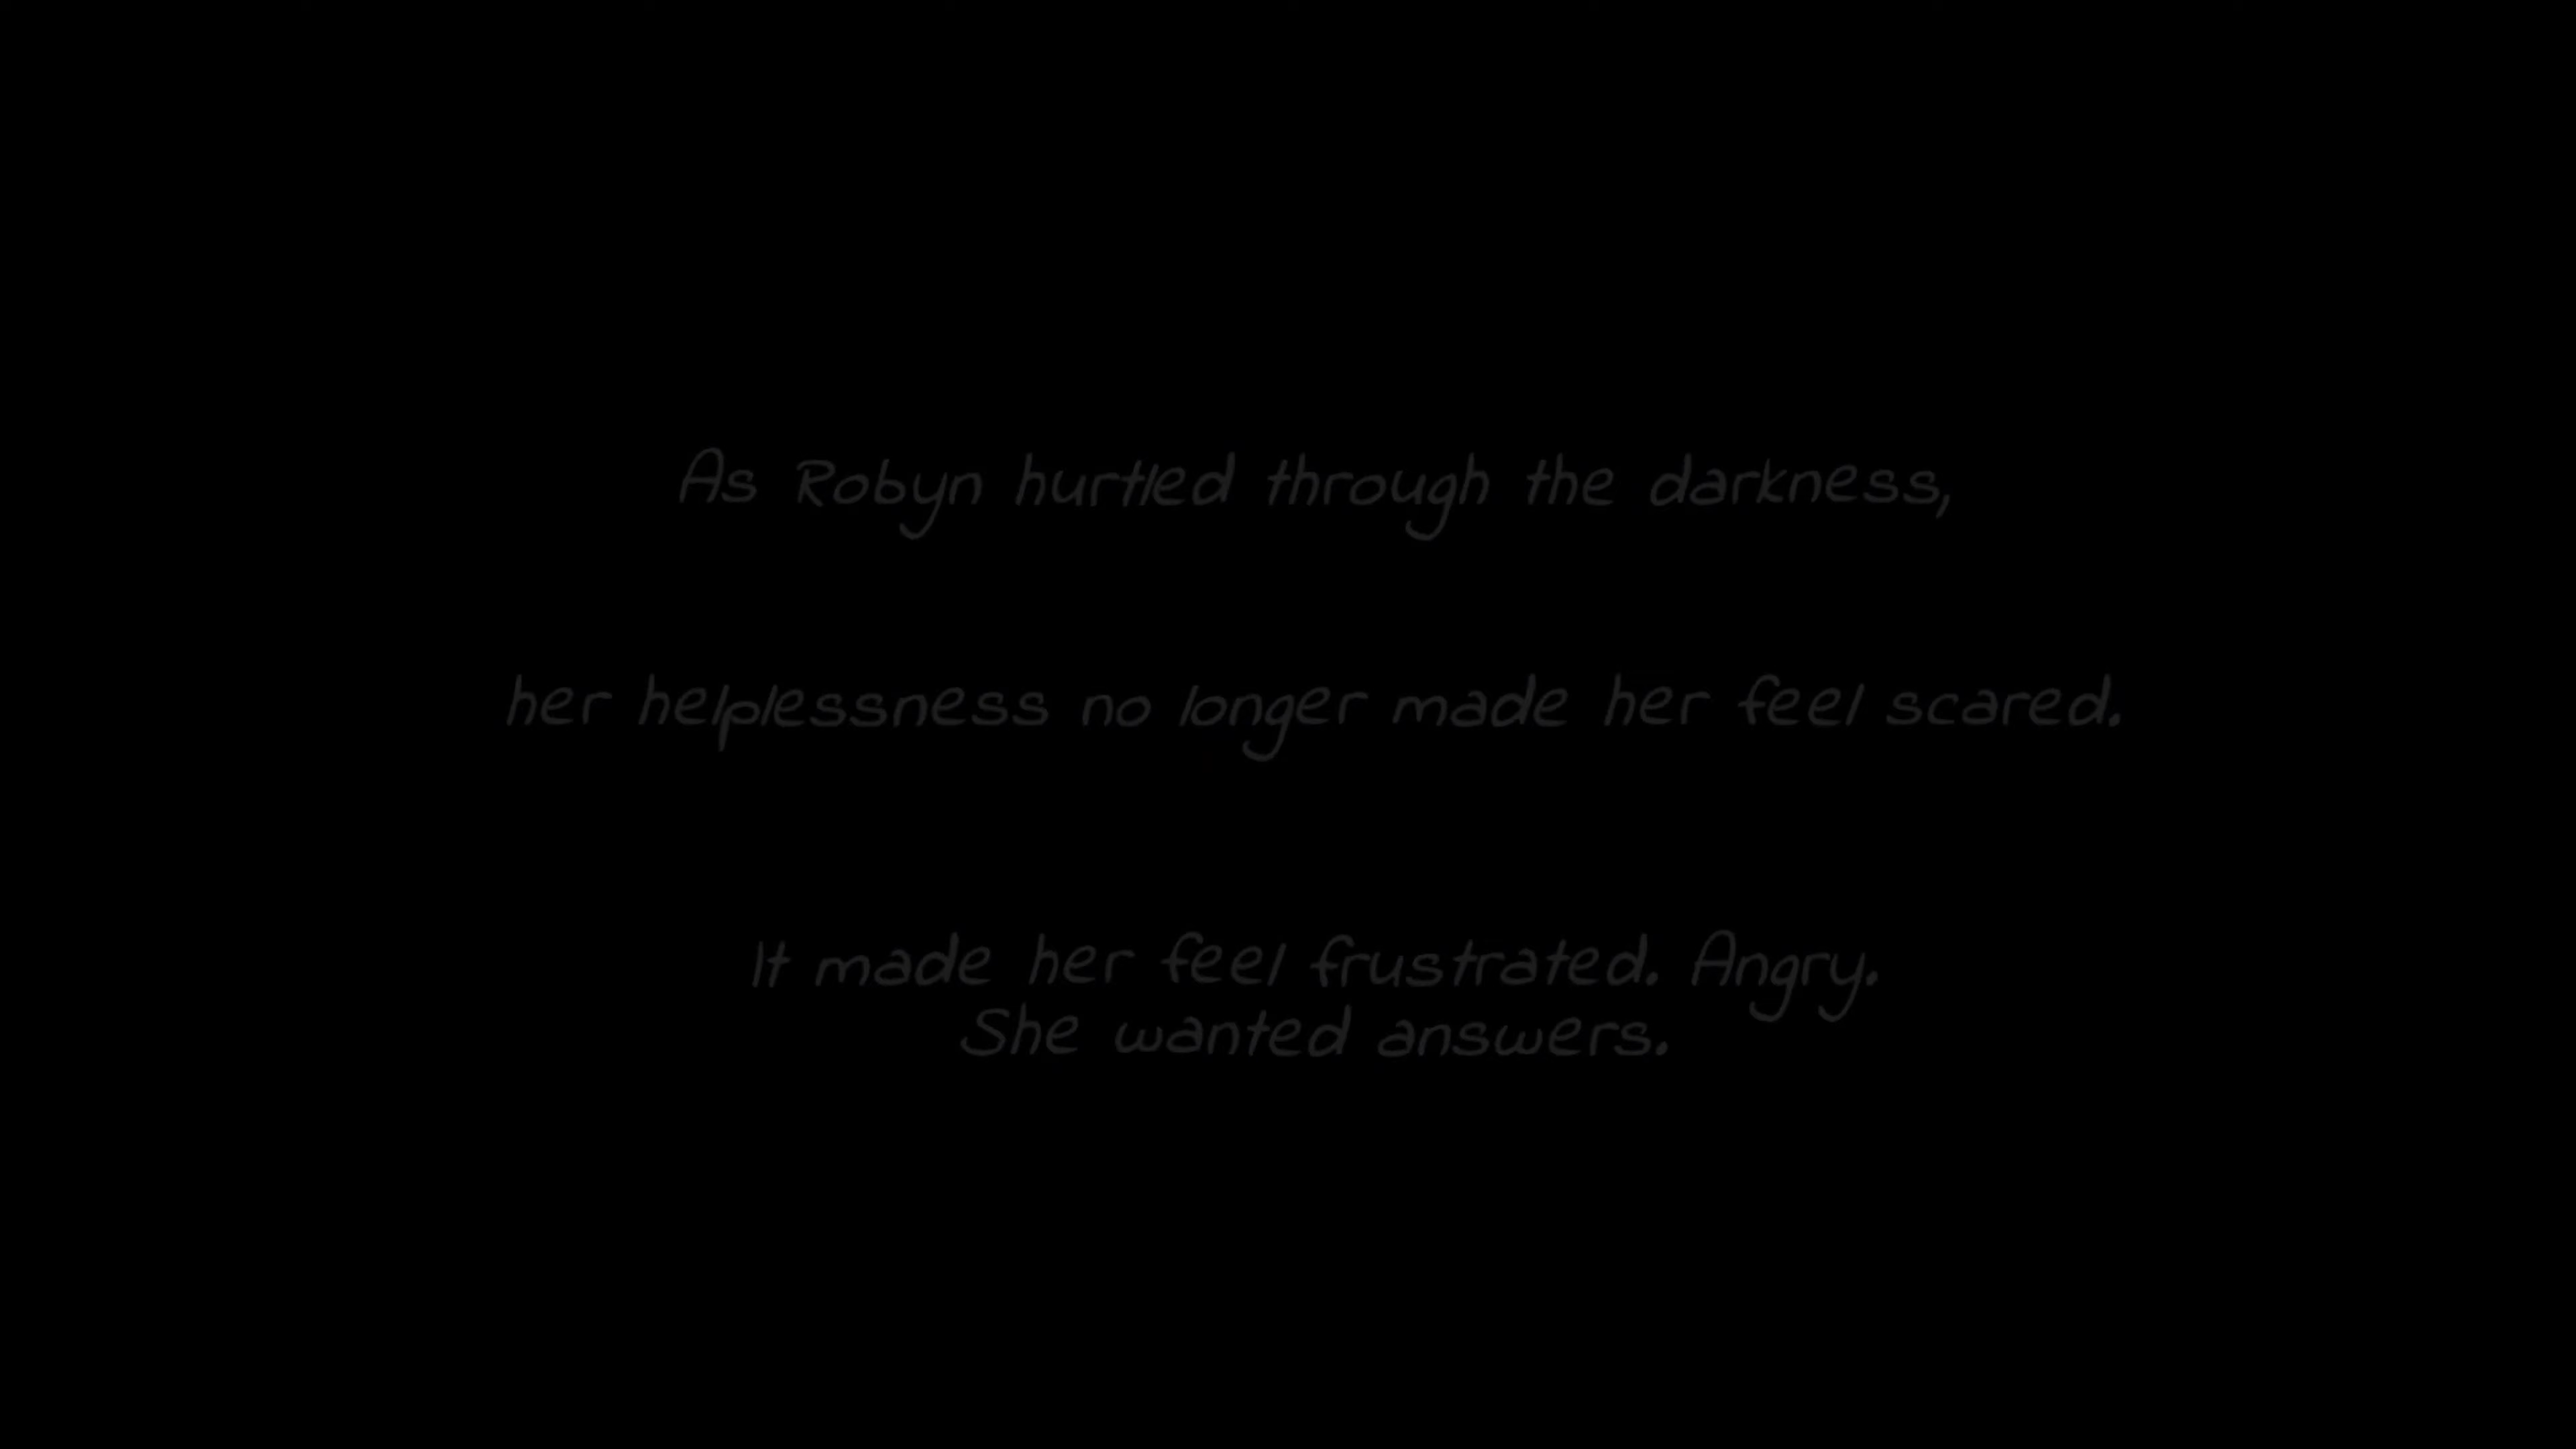 As Robyn hurtled through the darkness,
her helplessness no longer made her feel scared.
It made her feel frustrated. Angry.
She wanted answers.